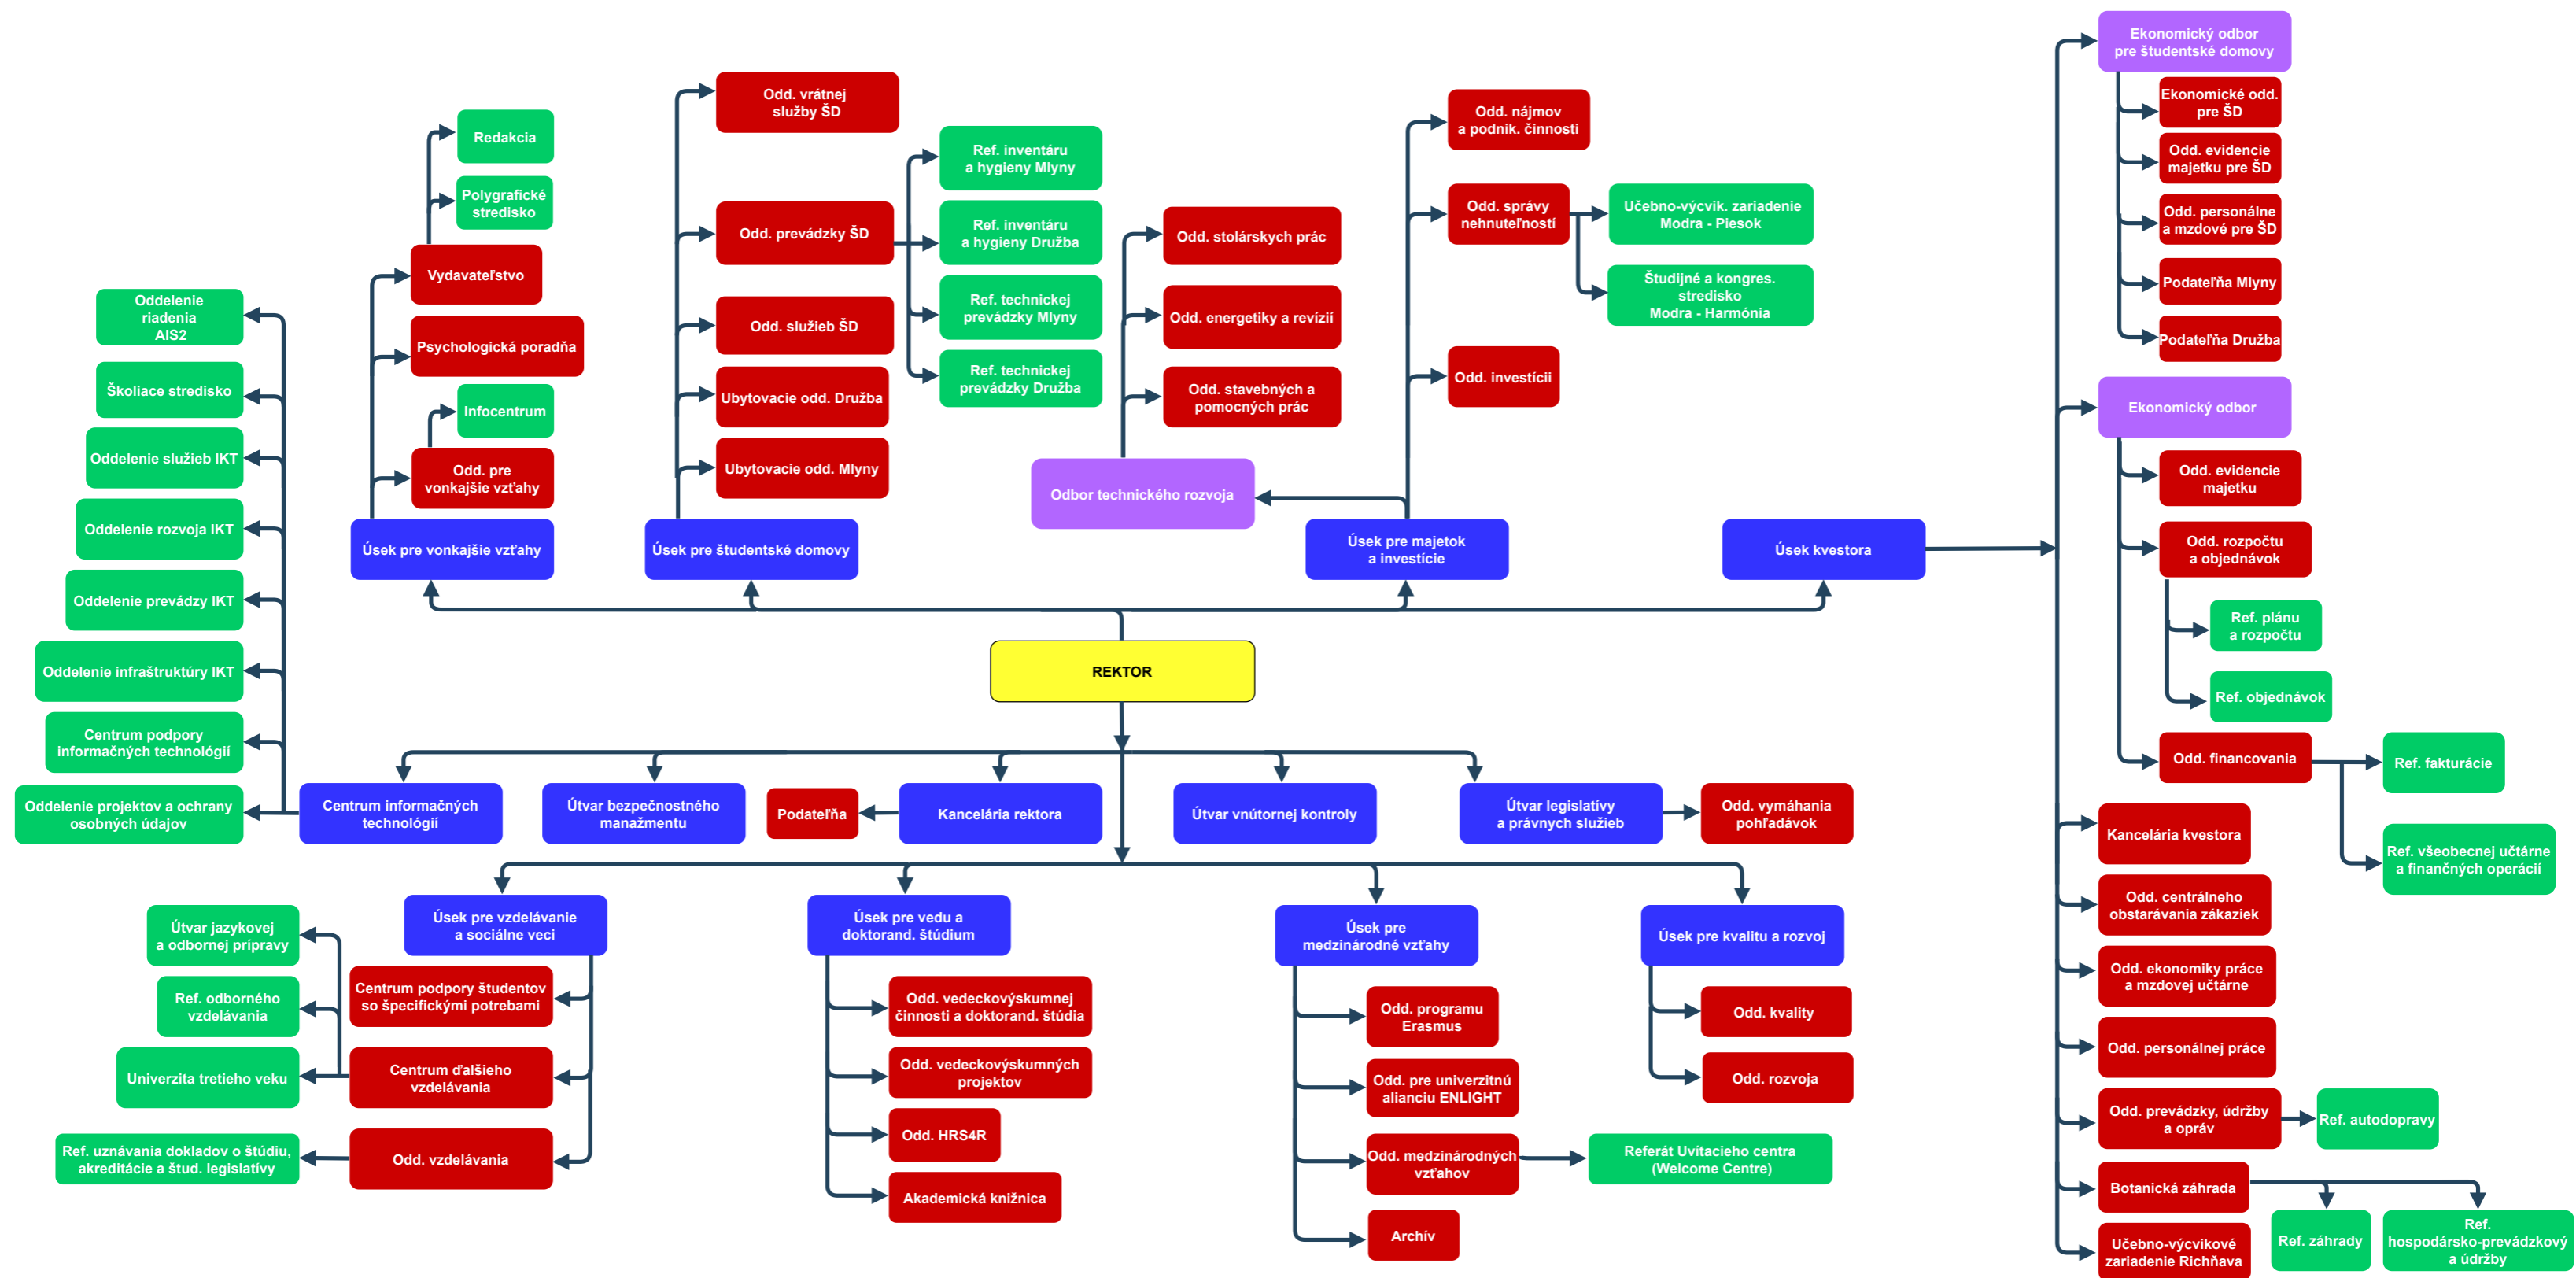 Ekonomický odbor
pre študentské domovy
Ekonomické odd.
pre ŠD
Odd. evidencie
majetku pre ŠD
Odd. personálne
a mzdové pre ŠD
Podateľňa Mlyny
Podateľňa Družba
Ekonomický odbor
Odd. evidencie
majetku
Odd. rozpočtu
a objednávok
Ref. plánu
a rozpočtu
Ref. objednávok
Odd. financovania
Ref. fakturácie
Ref. všeobecnej učtárne
a finančných operácií
Kancelária kvestora
Odd. centrálneho
obstarávania zákaziek
Odd. ekonomiky práce
a mzdovej učtárne
Odd. personálnej práce
Odd. prevádzky, údržby
a opráv
Ref. autodopravy
Botanická záhrada
Ref. záhrady
Ref.
hospodársko-prevádzkový
a údržby
Učebno-výcvikové
zariadenie Richňava
Redakcia
Polygrafické
stredisko
Vydavateľstvo
Psychologická poradňa
Infocentrum
Odd. pre
vonkajšie vzťahy
Úsek pre vonkajšie vzťahy
Odd. vrátnej
služby ŠD
Odd. prevádzky ŠD
Ref. inventáru
a hygieny Mlyny
Ref. inventáru
a hygieny Družba
Ref. technickej
prevádzky Mlyny
Ref. technickej
prevádzky Družba
Odd. služieb ŠD
Ubytovacie odd. Družba
Ubytovacie odd. Mlyny
Úsek pre študentské domovy
Odd. stolárskych prác
Odd. energetiky a revízií
Odd. stavebných a
pomocných prác
Odbor technického rozvoja
Odd. nájmov
a podnik. činnosti
Odd. správy
nehnuteľností
Učebno-výcvik. zariadenie
Modra - Piesok
Študijné a kongres.
stredisko
Modra - Harmónia
Odd. investícii
Úsek pre majetok
a investície
Úsek kvestora
REKTOR
Oddelenie
riadenia
AIS2
Školiace stredisko
Oddelenie služieb IKT
Oddelenie rozvoja IKT
Oddelenie prevádzy IKT
Oddelenie infraštruktúry IKT
Centrum podpory
informačných technológií
Oddelenie projektov a ochrany
osobných údajov
Centrum informačných
technológií
Útvar bezpečnostného
manažmentu
Podateľňa
Kancelária rektora
Útvar vnútornej kontroly
Útvar legislatívy
a právnych služieb
Odd. vymáhania
pohľadávok
Úsek pre vzdelávanie
a sociálne veci
Útvar jazykovej
a odbornej prípravy
Ref. odborného
vzdelávania
Univerzita tretieho veku
Ref. uznávania dokladov o štúdiu,
akreditácie a štud. legislatívy
Centrum podpory študentov
so špecifickými potrebami
Centrum ďalšieho
vzdelávania
Odd. vzdelávania
Úsek pre vedu a
doktorand. štúdium
Odd. vedeckovýskumnej
činnosti a doktorand. štúdia
Odd. vedeckovýskumných
projektov
Odd. HRS4R
Akademická knižnica
Úsek pre
medzinárodné vzťahy
Odd. programu
Erasmus
Odd. pre univerzitnú
alianciu ENLIGHT
Odd. medzinárodných
vzťahov
Referát Uvítacieho centra
(Welcome Centre)
Archív
Úsek pre kvalitu a rozvoj
Odd. kvality
Odd. rozvoja